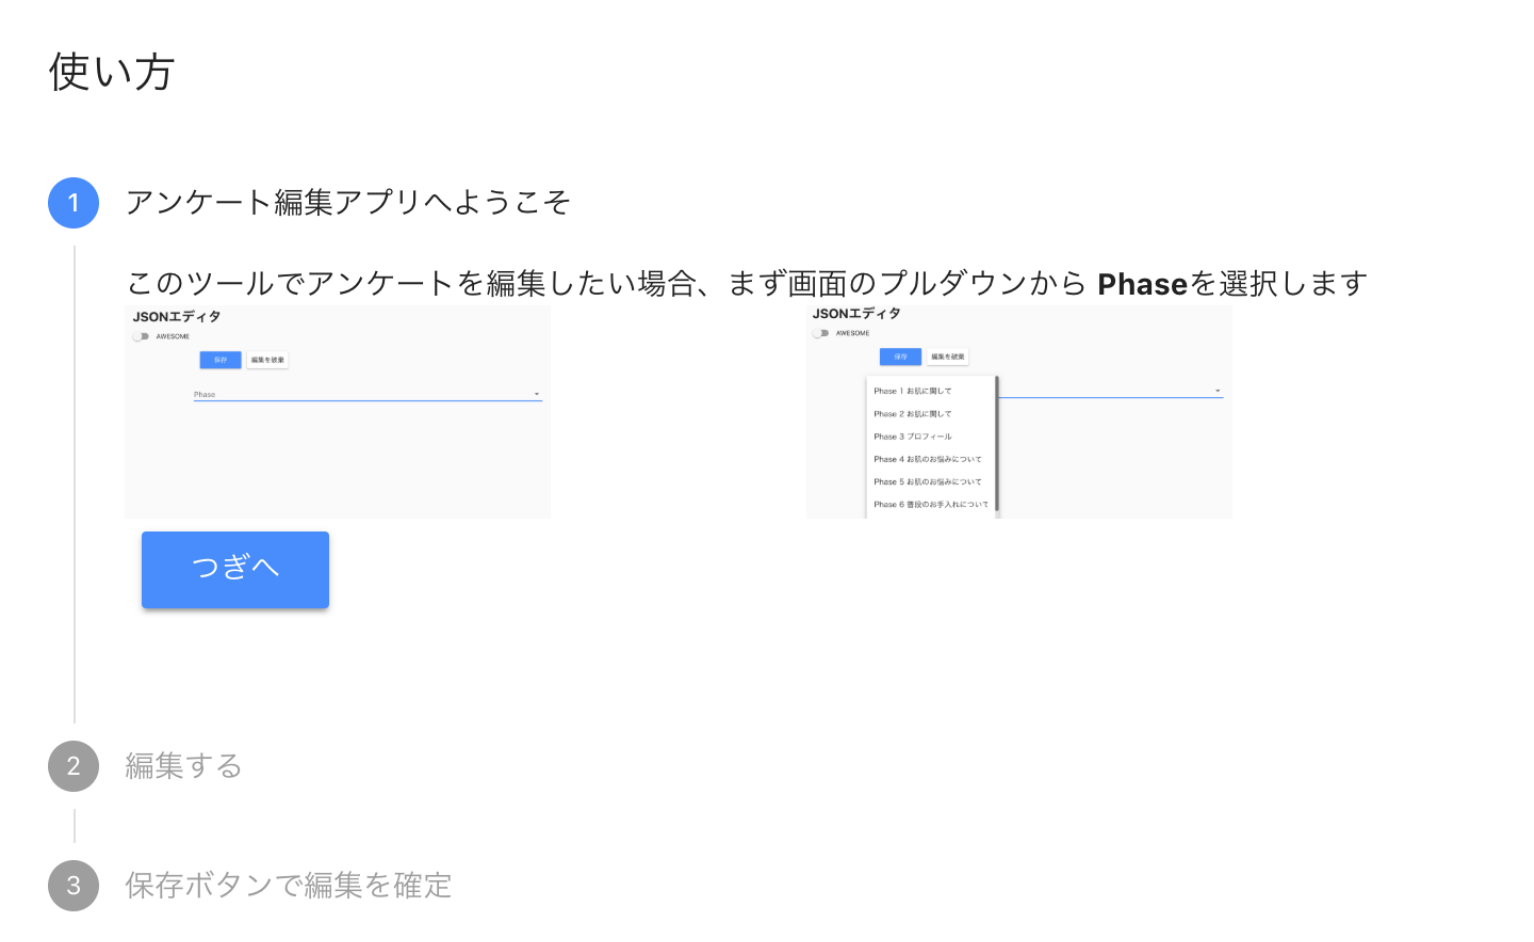 使い方
1 アンケート編集アプリへようこそ
このツールでアンケートを編集したい場合、まず画面のプルダウンから Phaseを選択します
JSONエディタ
AWESOME
保存 編集を破棄
Phase
JSONエディタ
AWESOME
保存 編集を破棄
Phase 1 お肌に関して
Phase 2 お肌に関して
Phase 3 プロフィール
Phase 4 お肌のお悩みについて
Phase 5 お肌のお悩みについて
Phase 6 普段のお手入れについて
つぎへ
2 編集する
3 保存ボタンで編集を確定